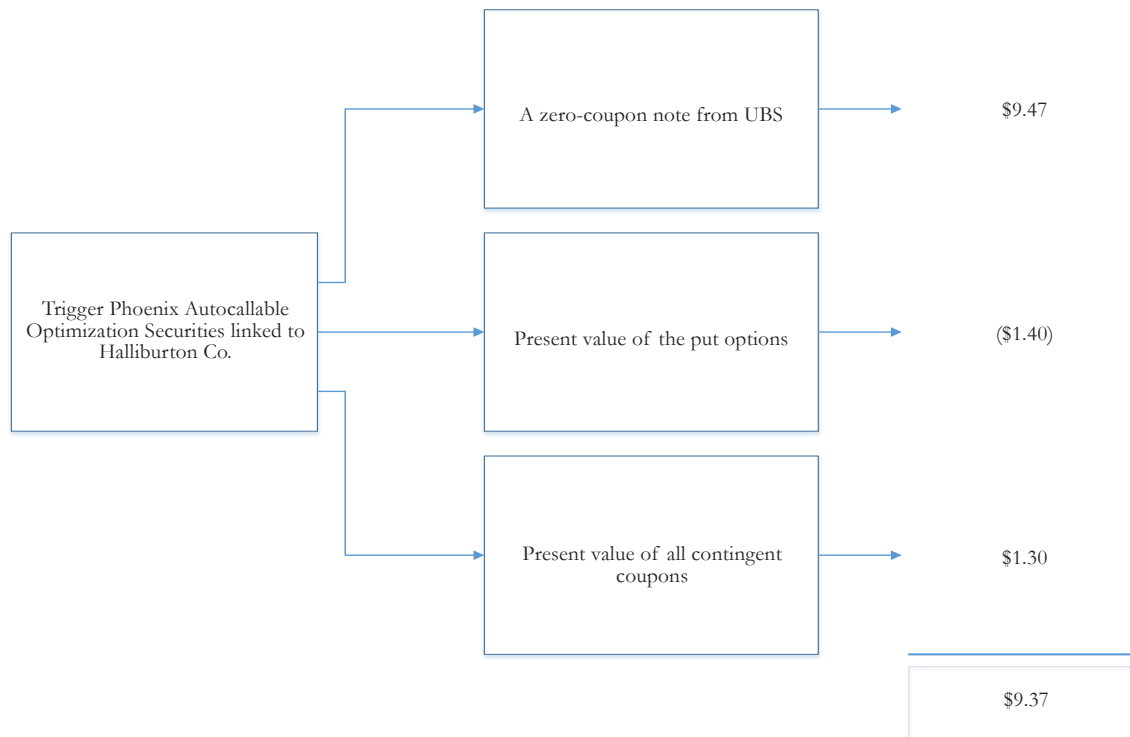 A zero-coupon note from UBS
$9.47
Trigger Phoenix Autocallable
Optimization Securities linked to
Halliburton Co.
Present value of the put options
($1.40)
Present value of all contingent
coupons
$1.30
$9.37